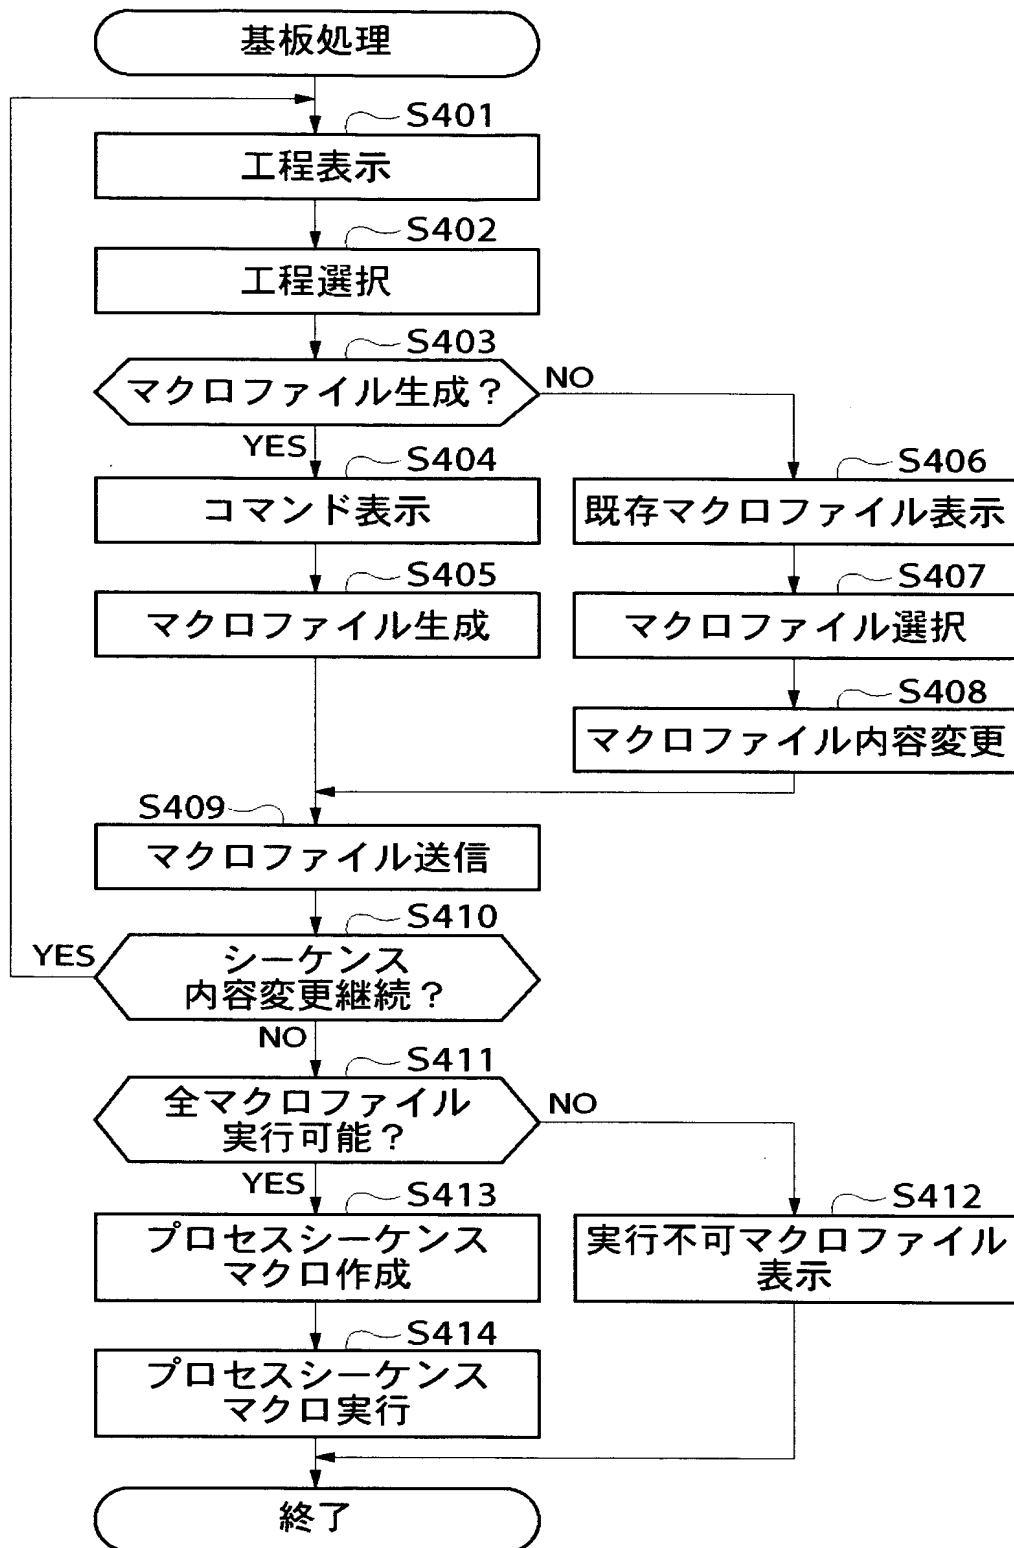 基板処理
S401
工程表示
S402
工程選択
S403
マクロファイル生成？
NO
YES
S404
コマンド表示
S405
マクロファイル生成
S406
既存マクロファイル表示
S407
マクロファイル選択
S408
マクロファイル内容変更
S409
マクロファイル送信
S410
YES
シーケンス
内容変更継続？
NO
S411
全マクロファイル
実行可能？
NO
YES
S412
実行不可マクロファイル
表示
S413
プロセスシーケンス
マクロ作成
S414
プロセスシーケンス
マクロ実行
終了